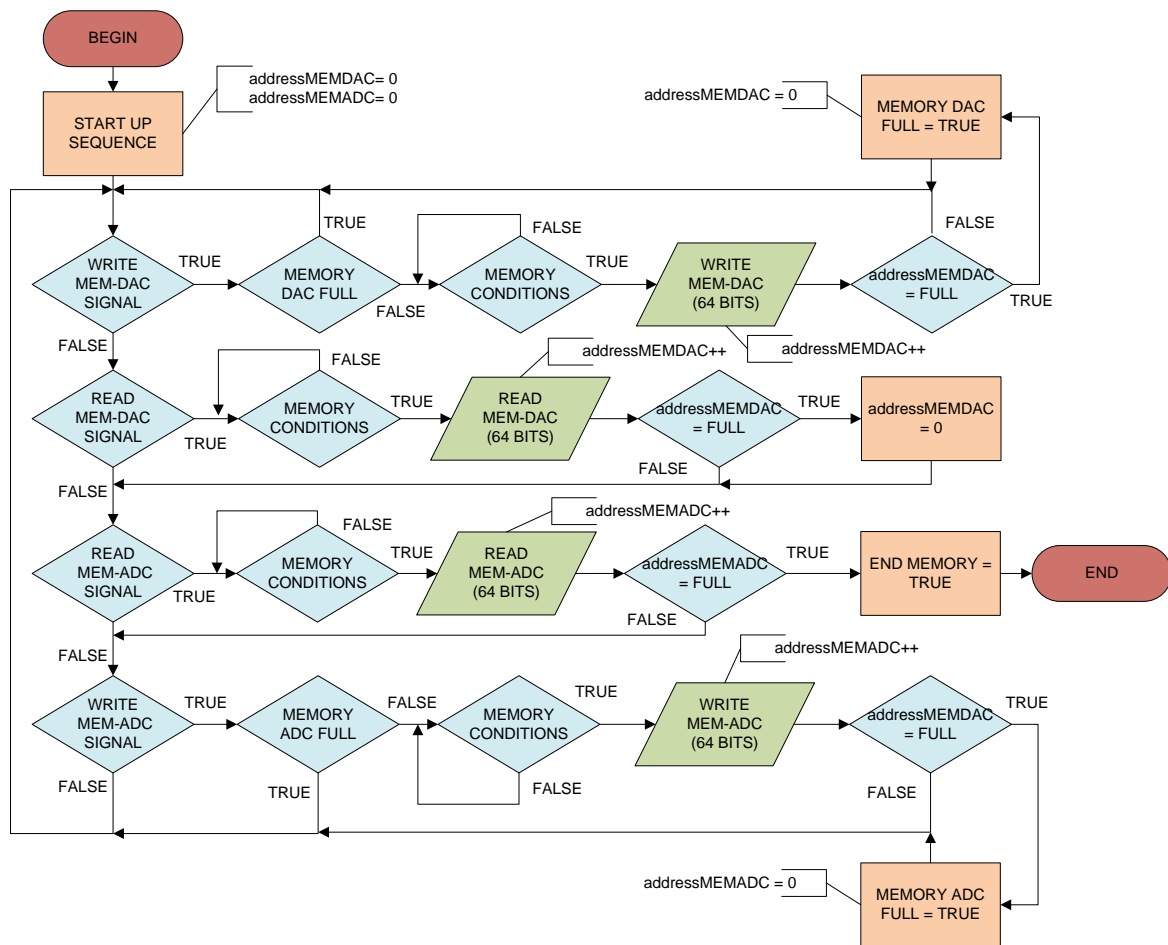 BEGIN
addressMEMDAC= 0
addressMEMADC= 0
START UP
SEQUENCE
addressMEMDAC = 0
MEMORY DAC
FULL = TRUE
WRITE
MEM-DAC
SIGNAL
TRUE
MEMORY
DAC FULL
TRUE
FALSE
MEMORY
CONDITIONS
FALSE
TRUE
WRITE
MEM-DAC
(64 BITS)
addressMEMDAC++
addressMEMDAC
= FULL
FALSE
TRUE
FALSE
READ
MEM-DAC
SIGNAL
TRUE
MEMORY
CONDITIONS
FALSE
TRUE
READ
MEM-DAC
(64 BITS)
addressMEMDAC++
addressMEMDAC
= FULL
TRUE
FALSE
addressMEMDAC
= 0
FALSE
READ
MEM-ADC
SIGNAL
TRUE
MEMORY
CONDITIONS
FALSE
TRUE
READ
MEM-ADC
(64 BITS)
addressMEMADC++
addressMEMADC
= FULL
TRUE
FALSE
END MEMORY =
TRUE
END
FALSE
WRITE
MEM-ADC
SIGNAL
TRUE
FALSE
MEMORY
ADC FULL
FALSE
TRUE
MEMORY
CONDITIONS
TRUE
FALSE
WRITE
MEM-ADC
(64 BITS)
addressMEMADC++
addressMEMDAC
= FULL
TRUE
FALSE
addressMEMADC = 0
MEMORY ADC
FULL = TRUE